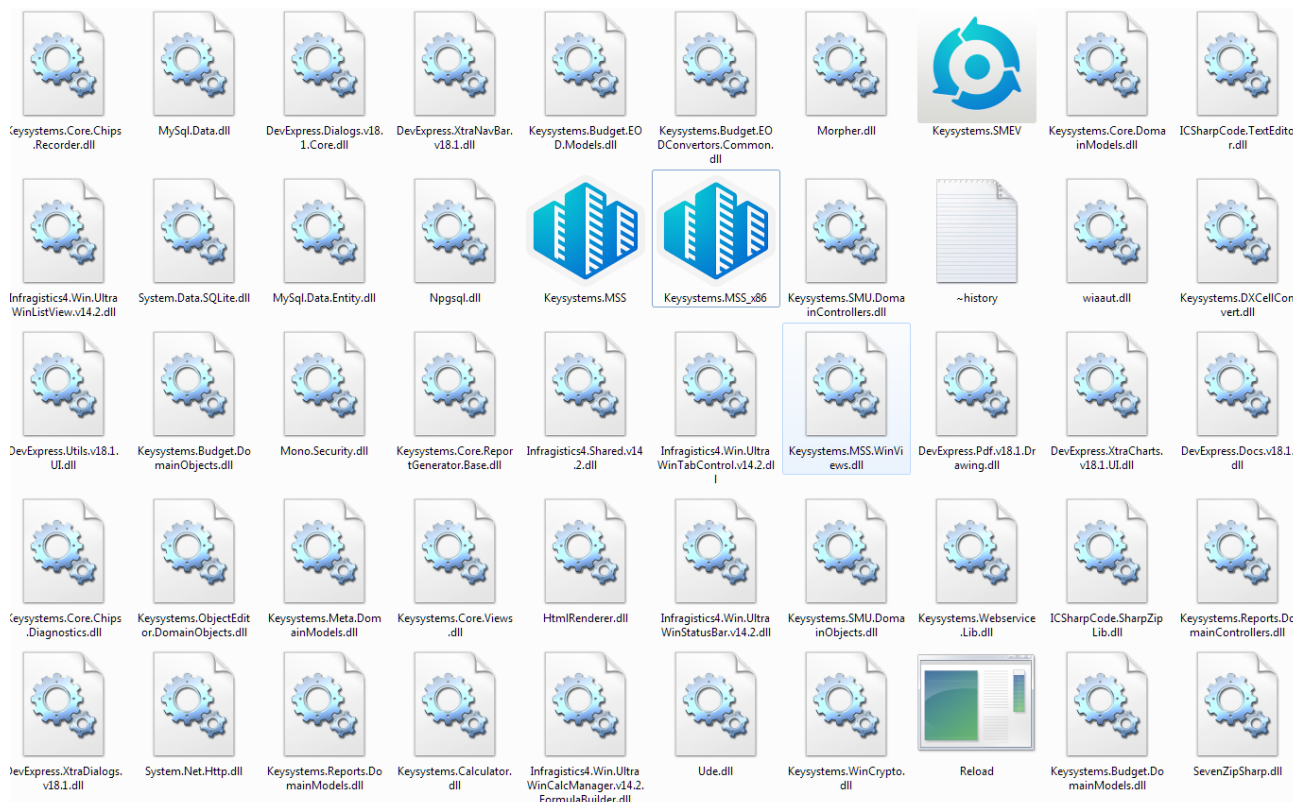 Keysystems.Core.Chips
.Recorder.dll
MySql.Data.dll
DevExpress.Dialogs.v18.
1.Core.dll
DevExpress.XtraNavBar.
v18.1.dll
Keysystems.Budget.EO
D.Models.dll
Keysystems.Budget.EO
DConvertors.Common.
dll
Morpher.dll
Keysystems.SMEV
Keysystems.Core.Doma
inModels.dll
ICSharpCode.TextEdito
r.dll
Infragistics4.Win.Ultra
WinListView.v14.2.dll
System.Data.SQLite.dll
MySql.Data.Entity.dll
Npgsql.dll
Keysystems.MSS
Keysystems.MSS_x86
Keysystems.SMU.Doma
inControllers.dll
~history
wiaaut.dll
Keysystems.DXCellCon
vert.dll
DevExpress.Utils.v18.1.
UI.dll
Keysystems.Budget.Do
mainObjects.dll
Mono.Security.dll
Keysystems.Core.Repor
tGenerator.Base.dll
Infragistics4.Shared.v14
.2.dll
Infragistics4.Win.Ultra
WinTabControl.v14.2.dl
l
Keysystems.MSS.WinVi
ews.dll
DevExpress.Pdf.v18.1.Dr
awing.dll
DevExpress.XtraCharts.
v18.1.UI.dll
DevExpress.Docs.v18.1.
dll
Keysystems.Core.Chips
.Diagnostics.dll
Keysystems.ObjectEdit
or.DomainObjects.dll
Keysystems.Meta.Dom
ainModels.dll
Keysystems.Core.Views
.dll
HtmlRenderer.dll
Infragistics4.Win.Ultra
WinStatusBar.v14.2.dll
Keysystems.SMU.Doma
inObjects.dll
Keysystems.Webservice
.Lib.dll
ICSharpCode.SharpZip
Lib.dll
Keysystems.Reports.Do
mainControllers.dll
DevExpress.XtraDialogs.
v18.1.dll
System.Net.Http.dll
Keysystems.Reports.Do
mainModels.dll
Keysystems.Calculator.
dll
Infragistics4.Win.Ultra
WinCalcManager.v14.2.
FormulaBuilder.dll
Ude.dll
Keysystems.WinCrypto.
dll
Reload
Keysystems.Budget.Do
mainModels.dll
SevenZipSharp.dll